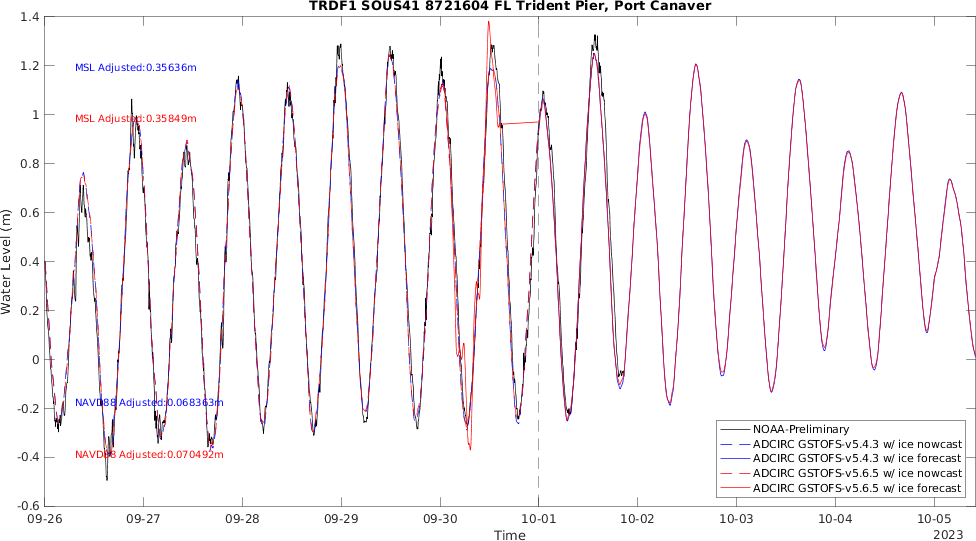 TRDF1 SOUS41 8721604 FL Trident Pier, Port Canaver
1.4
1.2
1
0.8
0.6
0.4
0.2
0
-0.2
-0.4
-0.6
Water Level (m)
MSL Adjusted:0.35636m
MSL Adjusted:0.35849m
NAVD88 Adjusted:0.068363m
NAVD88 Adjusted:0.070492m
NOAA-Preliminary
ADCIRC GSTOFS-v5.4.3 w/ ice nowcast
ADCIRC GSTOFS-v5.4.3 w/ ice forecast
ADCIRC GSTOFS-v5.6.5 w/ ice nowcast
ADCIRC GSTOFS-v5.6.5 w/ ice forecast
09-26 09-27 09-28 09-29 09-30 10-01 10-02 10-03 10-04 10-05
Time
2023